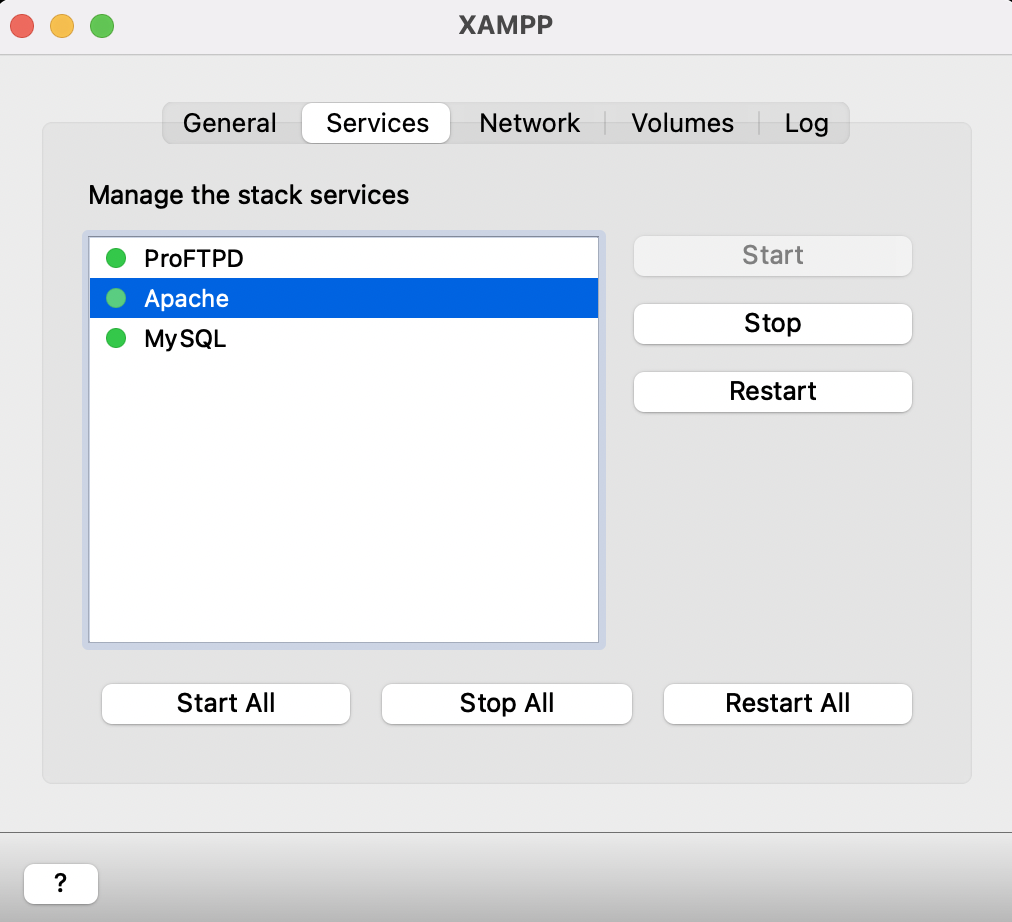 XAMPP
General Services Network Volumes Log
Manage the stack services
ProFTPD
Apache
MySQL
Start
Stop
Restart
Start All Stop All Restart All
?